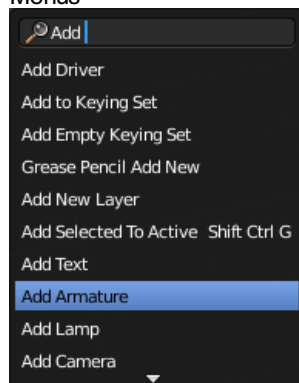 Menus
Add
Add Driver
Add to Keying Set
Add Empty Keying Set
Grease Pencil Add New
Add New Layer
Add Selected To Active Shift Ctrl G
Add Text
Add Armature
Add Lamp
Add Camera